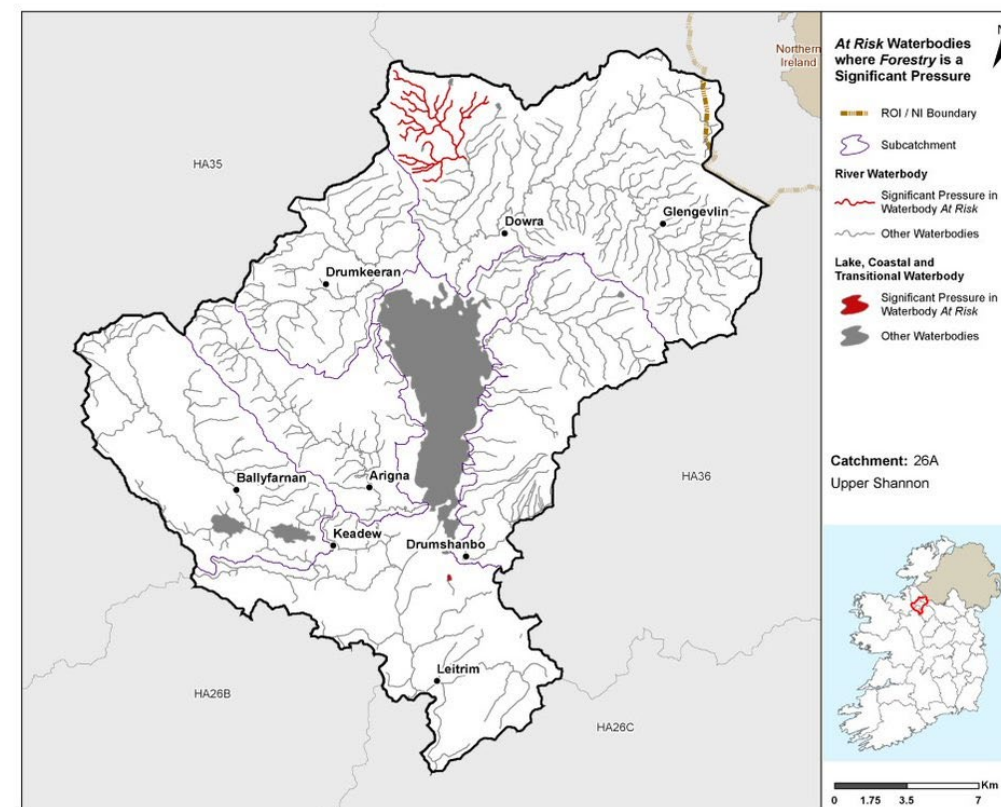 Northern
Ireland
HA35
Dowra
Glengevlin
Drumkeeran
Ballyfarnan
Arigna
HA36
Keadew
Drumshanbo
Leitrim
HA26B
HA26C
At Risk Waterbodies
where Forestry is a
Significant Pressure
N
ROI / NI Boundary
Subcatchment
River Waterbody
Significant Pressure in
Waterbody At Risk
Other Waterbodies
Lake, Coastal and
Transitional Waterbody
Significant Pressure in
Waterbody At Risk
Other Waterbodies
Catchment: 26A
Upper Shannon
Km
0 1.75 3.5 7